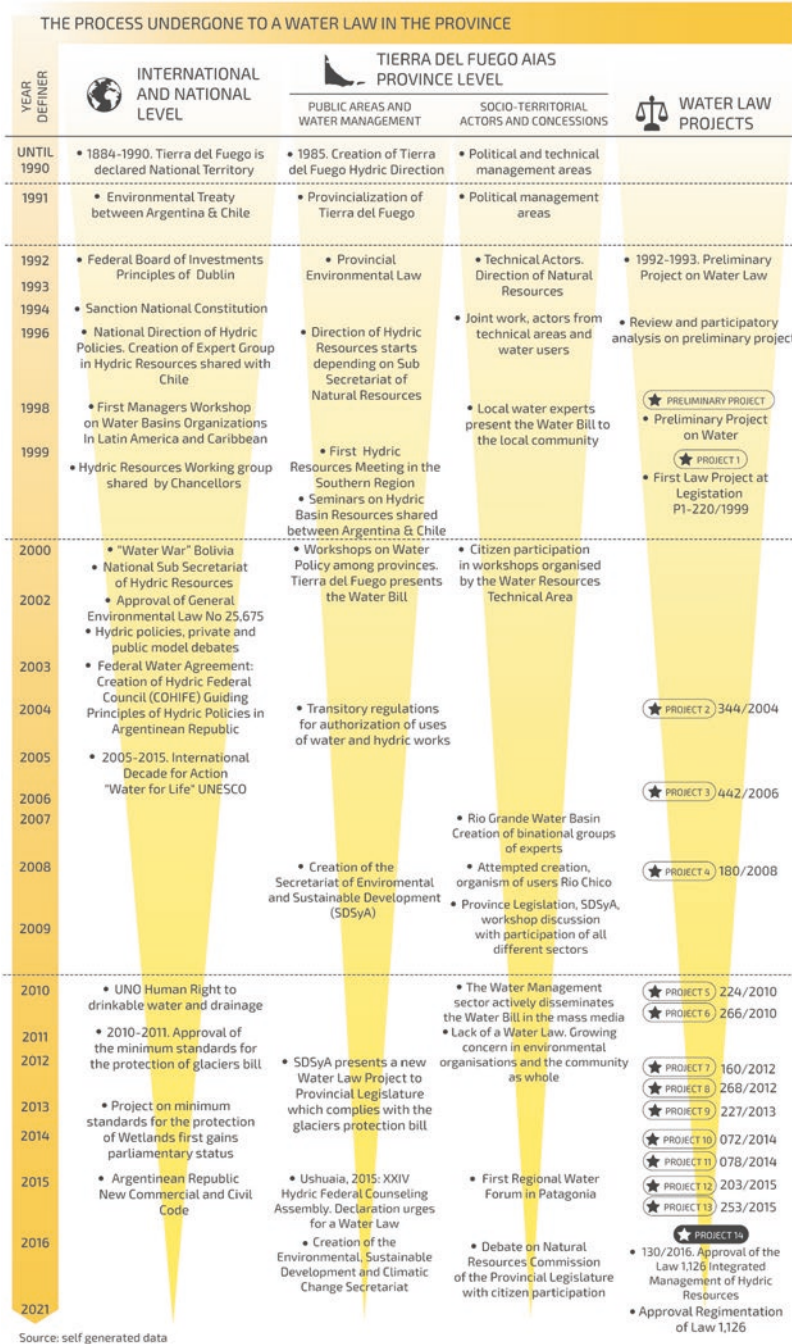 THE PROCESS UNDERGONE TO A WATER LAW IN THE PROVINCE
YEAR
DEFINER
INTERNATIONAL
AND NATIONAL
LEVEL
TIERRA DEL FUEGO AIAS
PROVINCE LEVEL
PUBLIC AREAS AND
WATER MANAGEMENT
SOCIO-TERRITORIAL
ACTORS AND CONCESSIONS
WATER LAW
PROJECTS
UNTIL
1990
• 1884-1990. Tierra del Fuego is
declared National Territory
• 1985. Creation of Tierra
del Fuego Hydric Direction
• Political and technical
management areas
1991
• Environmental Treaty
between Argentina & Chile
• Provincialization of
Tierra del Fuego
• Political management
areas
1992
• Federal Board of Investments
Principles of Dublin
• Provincial
Environmental Law
• Technical Actors.
Direction of Natural
Resources
• 1992-1993. Preliminary
Project on Water Law
1993
1994
• Sanction National Constitution
• Joint work, actors from
technical areas and
water users
• Review and participatory
analysis on preliminary project
1996
• National Direction of Hydric
Policies. Creation of Expert Group
in Hydric Resources shared with
Chile
• Direction of Hydric
Resources starts
depending on Sub
Secretariat of
Natural Resources
1998
• First Managers Workshop
on Water Basins Organizations
In Latin America and Caribbean
• Local water experts
present the Water Bill to
the local community
PRELIMINARY PROJECT
• Preliminary Project
on Water
1999
• Hydric Resources Working group
shared by Chancellors
• First Hydric
Resources Meeting in the
Southern Region
• Seminars on Hydric
Basin Resources shared
between Argentina & Chile
PROJECT 1
• First Law Project at
Legistation
P1-220/1999
2000
• "Water War" Bolivia
• National Sub Secretariat
of Hydric Resources
• Workshops on Water
Policy among provinces.
Tierra del Fuego presents
the Water Bill
• Citizen participation
in workshops organised
by the Water Resources
Technical Area
2002
• Approval of General
Environmental Law No 25,675
• Hydric policies, private and
public model debates
2003
• Federal Water Agreement:
Creation of Hydric Federal
Council (COHIFE) Guiding
Principles of Hydric Policies in
Argentinean Republic
2004
• Transitory regulations
for authorization of uses
of water and hydric works
PROJECT 2 344/2004
2005
• 2005-2015. International
Decade for Action
"Water for Life" UNESCO
2006
PROJECT 3 442/2006
2007
• Rio Grande Water Basin
Creation of binational groups
of experts
2008
• Creation of the
Secretariat of Enviromental
and Sustainable Development
(SDSyA)
• Attempted creation,
organism of users Rio Chico
PROJECT 4 180/2008
• Province Legislation, SDSyA,
workshop discussion
with participation of all
different sectors
2009
2010
• UNO Human Right to
drinkable water and drainage
• The Water Management
sector actively disseminates
the Water Bill in the mass media
PROJECT 5 224/2010
PROJECT 6 266/2010
2011
• 2010-2011. Approval of
the minimum standards for
the protection of glaciers bill
• Lack of a Water Law. Growing
concern in environmental
organisations and the community
as whole
2012
• SDSyA presents a new
Water Law Project to
Provincial Legislature
which complies with the
glaciers protection bill
PROJECT 7 160/2012
PROJECT 8 268/2012
2013
• Project on minimum
standards for the protection
of Wetlands first gains
parliamentary status
PROJECT 9 227/2013
2014
PROJECT 10 072/2014
PROJECT 11 078/2014
2015
• Argentinean Republic
New Commercial and Civil
Code
• Ushuaia, 2015: XXIV
Hydric Federal Counseling
Assembly. Declaration urges
for a Water Law
• First Regional Water
Forum in Patagonia
PROJECT 12 203/2015
PROJECT 13 253/2015
2016
• Creation of the
Environmental, Sustainable
Development and Climatic
Change Secretariat
• Debate on Natural
Resources Commission
of the Provincial Legislature
with citizen participation
PROJECT 14
• 130/2016. Approval of the
Law 1,126 Integrated
Management of Hydric
Resources
2021
• Approval Regimentation
of Law 1,126
Source: self generated data